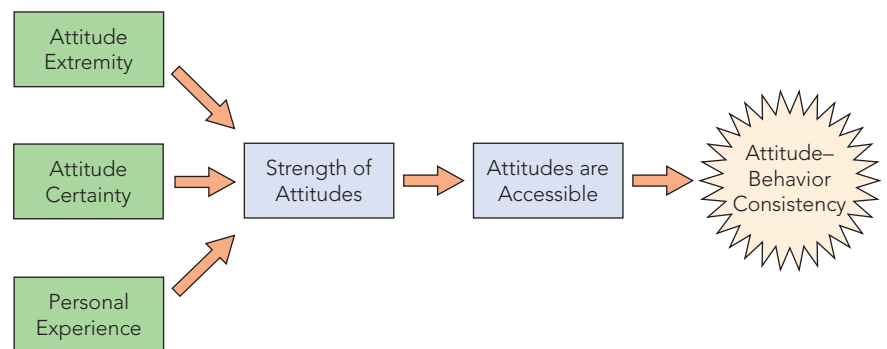 Attitude
Extremity
Attitude
Certainty
Personal
Experience
Strength of
Attitudes
Attitudes are
Accessible
Attitude–
Behavior
Consistency